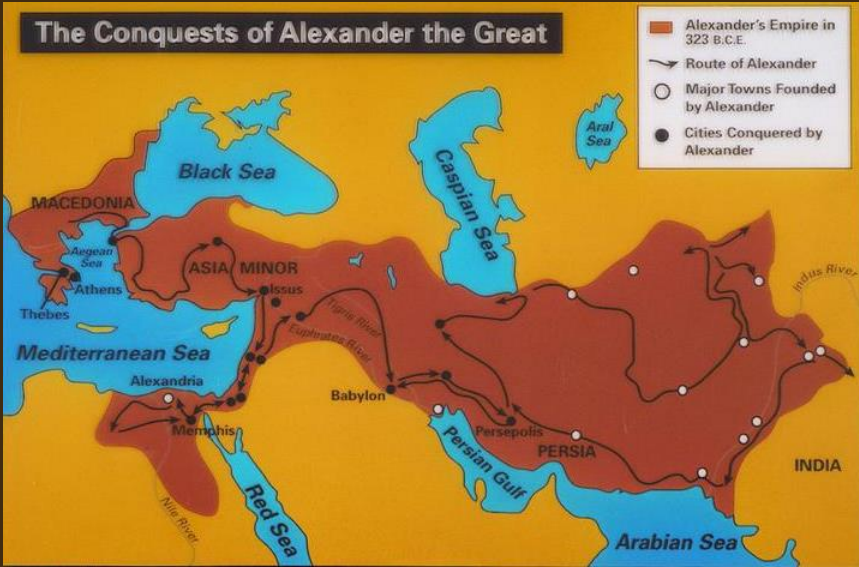 The Conquests of Alexander the Great
Alexander's Empire in
323 B.C.E.
Route of Alexander
Major Towns Founded
by Alexander
Cities Conquered by
Alexander
Aral
Sea
Black Sea
Caspian Sea
MACEDONIA
Aegean
Sea
ASIA MINOR
Athens
Issus
Thebes
Tigris River
Euphrates River
Indus River
Mediterranean Sea
Alexandria
Babylon
Memphis
Persepolis
PERSIA
Persian Gulf
INDIA
Nile River
Red Sea
Arabian Sea